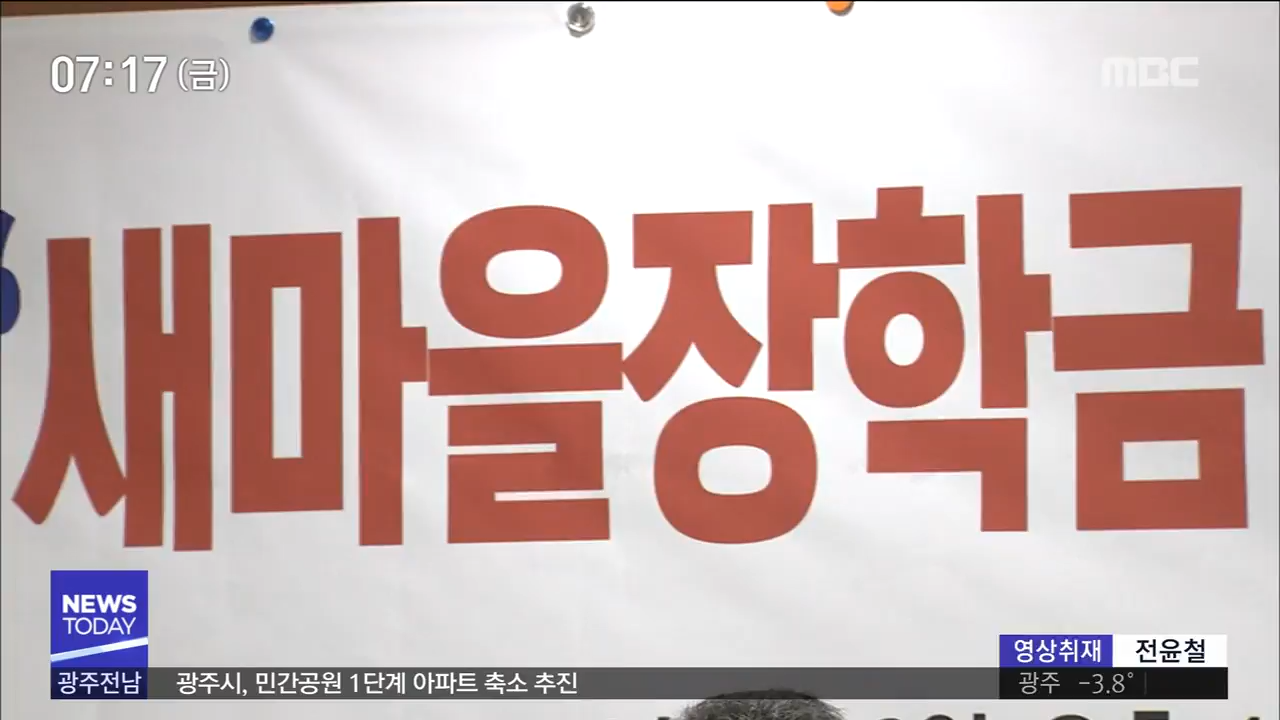 07:17 (금)
MBC
새마을장학금
NEWS
TODAY
영상취재 전윤철
광주전남 광주시, 민간공원 1단계 아파트 축소 추진
광주 -3.8°